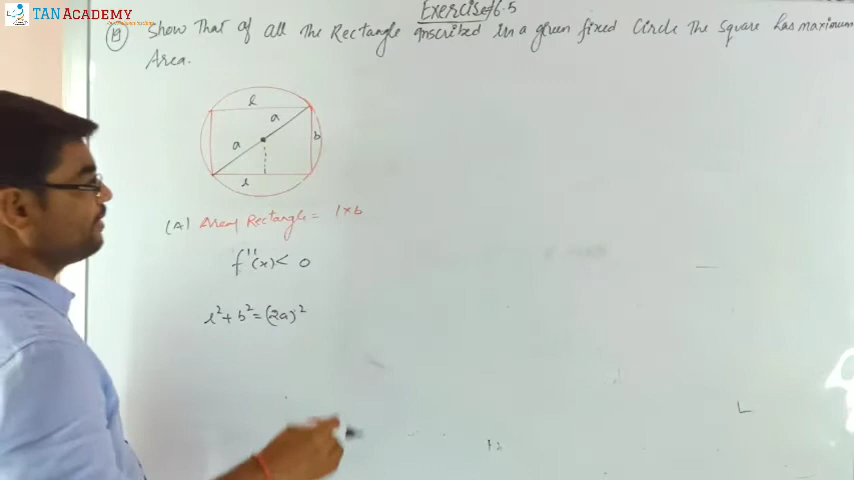 TAN ACADEMY
Exercise 6.5
19 Show That of all The Rectangle inscribed in a given fixed Circle The Square has maximum
Area.
l
a
a
b
l
(A) Area of Rectangle = l×b
f''(x) < 0
l²+b²=(2a)²